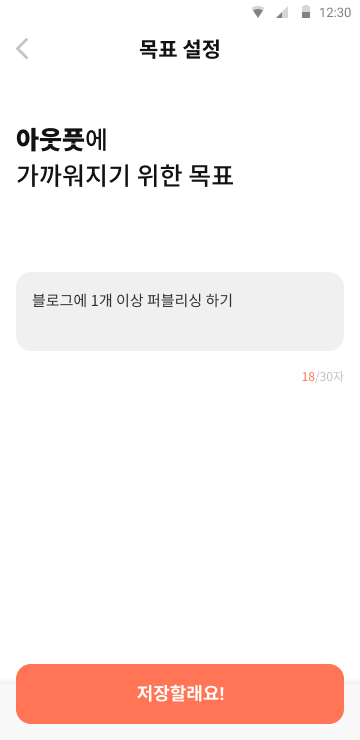 12:30
목표 설정
아웃풋에
가까워지기 위한 목표
블로그에 1개 이상 퍼블리싱 하기
18/30자
저장할래요!